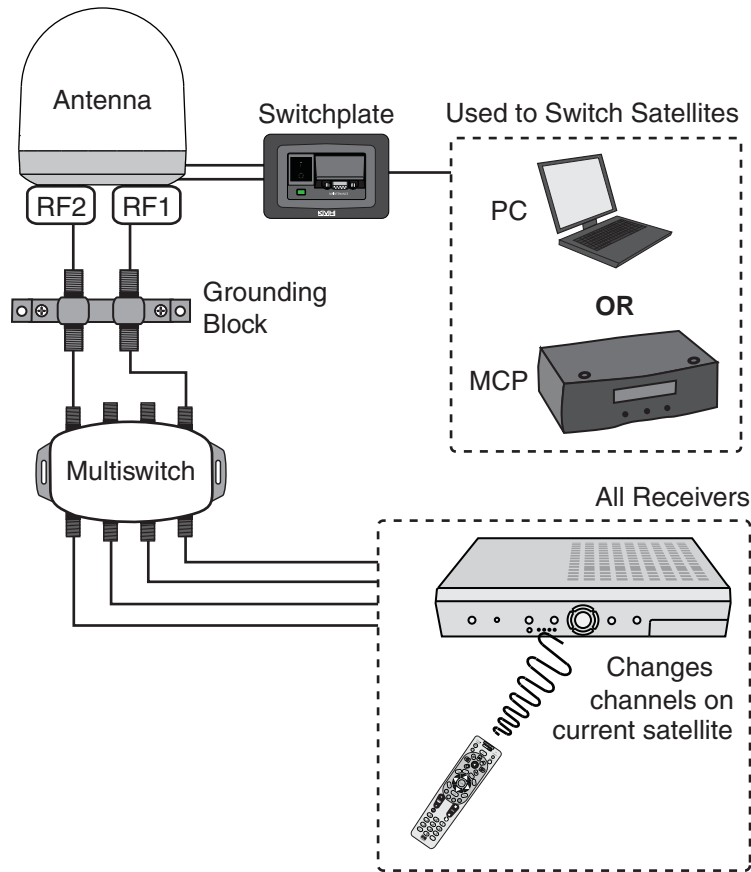 Antenna
Switchplate
Used to Switch Satellites
RF2
RF1
PC
KVH
Grounding
Block
OR
MCP
Multiswitch
All Receivers
Changes
channels on
current satellite